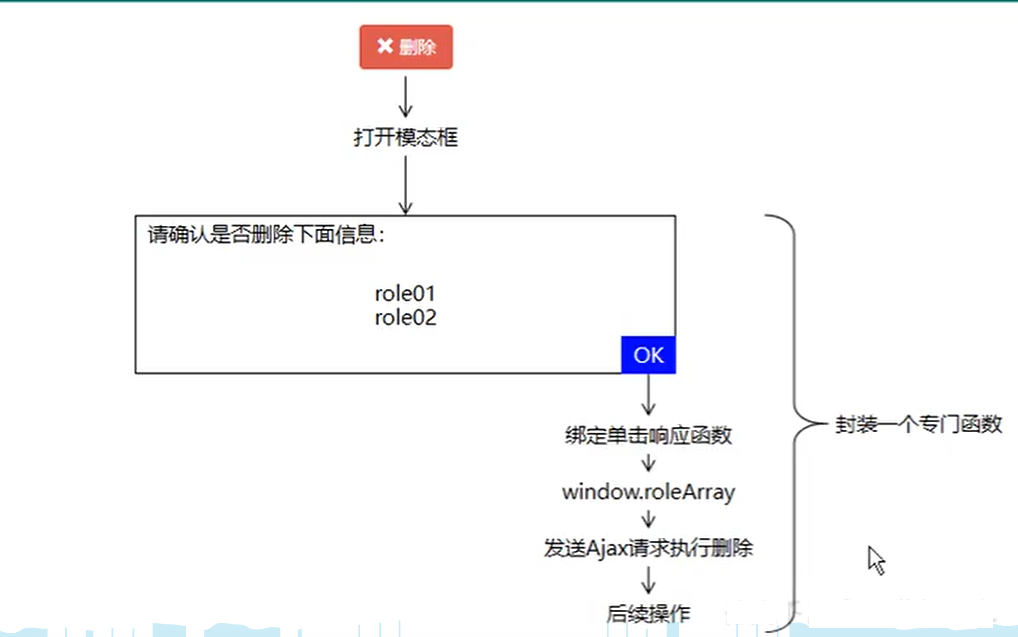 ✖ 删除
打开模态框
请确认是否删除下面信息：
role01
role02
OK
绑定单击响应函数
封装一个专门函数
window.roleArray
发送Ajax请求执行删除
后续操作